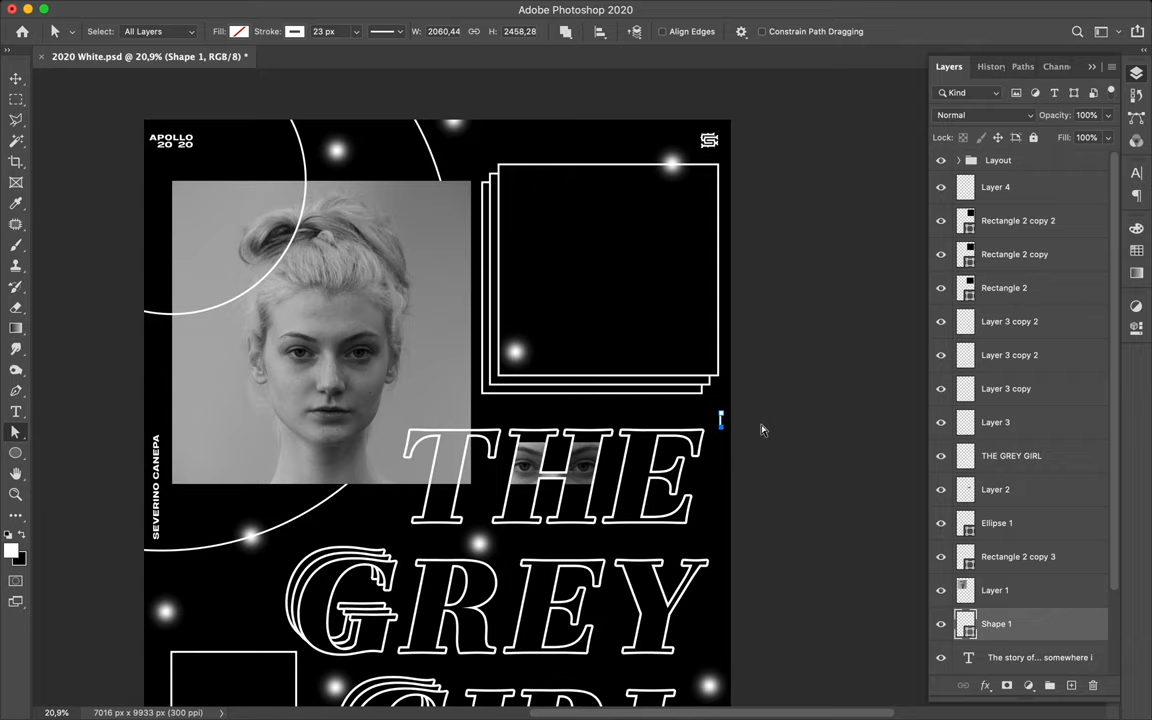 Adobe Photoshop 2020
Select: All Layers Fill: Stroke: 23 px W: 2060,44 H: 2458,28 Align Edges Constrain Path Dragging
2020 White.psd @ 20,9% (Shape 1, RGB/8) *
Layers History Paths Chann
Kind
Normal Opacity: 100%
Lock: Fill: 100%
Layout
Layer 4
Rectangle 2 copy 2
Rectangle 2 copy
Rectangle 2
Layer 3 copy 2
Layer 3 copy 2
Layer 3 copy
Layer 3
THE GREY GIRL
Layer 2
Ellipse 1
Rectangle 2 copy 3
Layer 1
Shape 1
The story of... somewhere i
APOLLO
20 20
SEVERINO CANEPA
THE
GREY
GIRL
20,9% 7016 px x 9933 px (300 ppi)